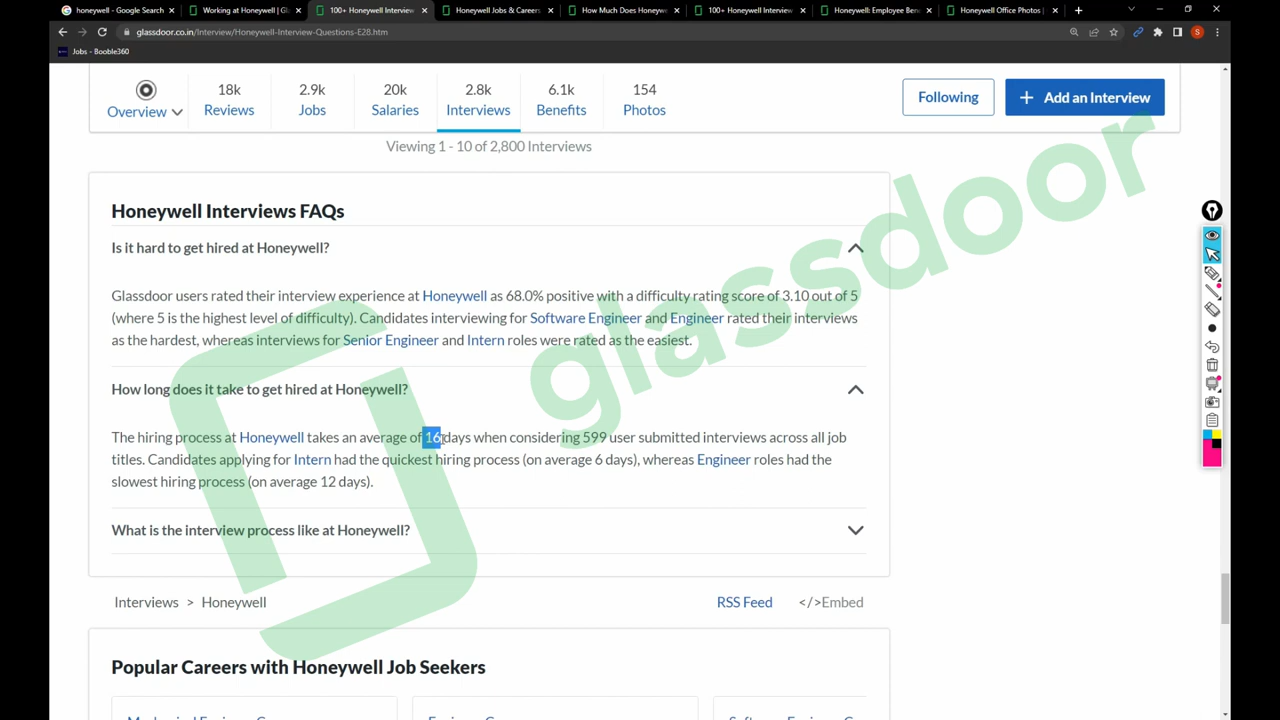 honeywell - Google Search
Working at Honeywell | Gl
100+ Honeywell Interview
Honeywell Jobs & Careers
How Much Does Honeyw
100+ Honeywell Interview
Honeywell: Employee Ben
Honeywell Office Photos |
glassdoor.co.in/Interview/Honeywell-Interview-Questions-E28.htm
S
Jobs - Booble360
Overview
18k
Reviews
2.9k
Jobs
20k
Salaries
2.8k
Interviews
6.1k
Benefits
154
Photos
Following
+ Add an Interview
Viewing 1 - 10 of 2,800 Interviews
glassdoor
Honeywell Interviews FAQs
Is it hard to get hired at Honeywell?
Glassdoor users rated their interview experience at Honeywell as 68.0% positive with a difficulty rating score of 3.10 out of 5
(where 5 is the highest level of difficulty). Candidates interviewing for Software Engineer and Engineer rated their interviews
as the hardest, whereas interviews for Senior Engineer and Intern roles were rated as the easiest.
How long does it take to get hired at Honeywell?
The hiring process at Honeywell takes an average of 16 days when considering 599 user submitted interviews across all job
titles. Candidates applying for Intern had the quickest hiring process (on average 6 days), whereas Engineer roles had the
slowest hiring process (on average 12 days).
What is the interview process like at Honeywell?
Interviews > Honeywell
RSS Feed
</>Embed
Popular Careers with Honeywell Job Seekers